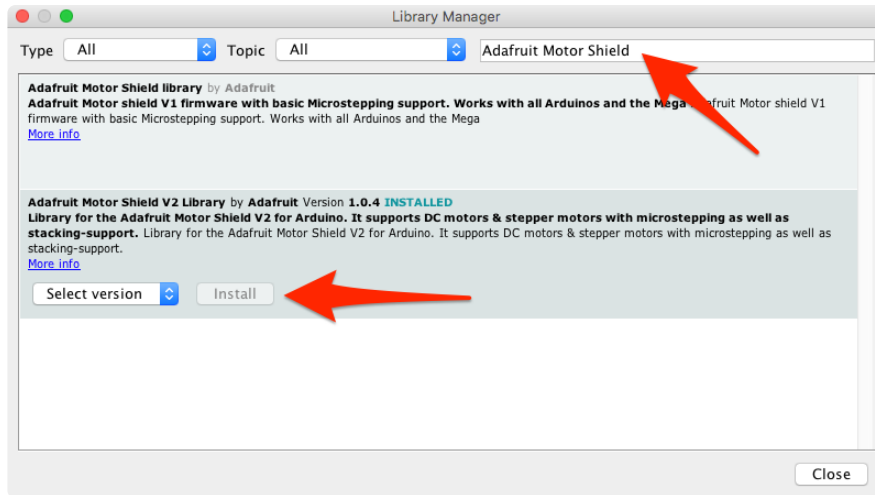 Library Manager
Type All Topic All Adafruit Motor Shield
Adafruit Motor Shield library by Adafruit
Adafruit Motor shield V1 firmware with basic Microstepping support. Works with all Arduinos and the Mega Motor shield V1
firmware with basic Microstepping support. Works with all Arduinos and the Mega
More info
Adafruit Motor Shield V2 Library by Adafruit Version 1.0.4 INSTALLED
Library for the Adafruit Motor Shield V2 for Arduino. It supports DC motors & stepper motors with microstepping as well as
stacking-support. Library for the Adafruit Motor Shield V2 for Arduino. It supports DC motors & stepper motors with microstepping as well as
stacking-support.
More info
Select version Install
Close